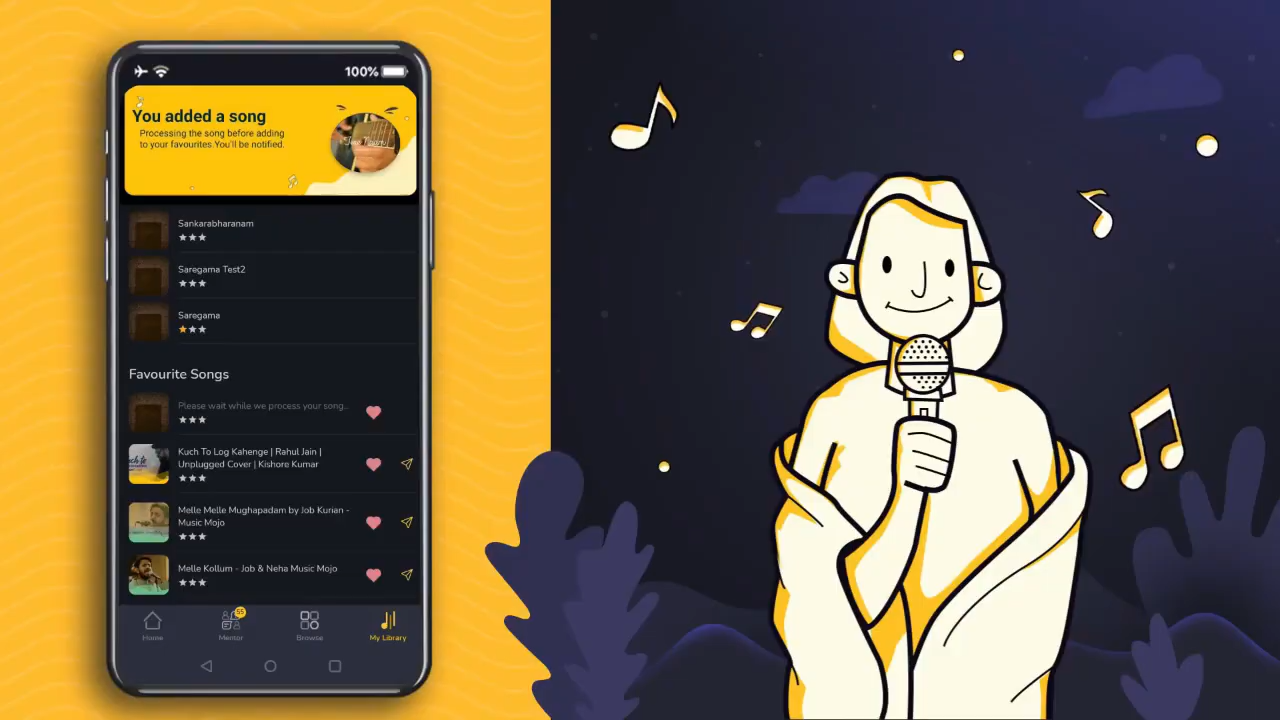 100%
You added a song
Processing the song before adding
to your favourites.You'll be notified.
Sankarabharanam
Saregama Test2
Saregama
Favourite Songs
Please wait while we process your song..
Kuch To Log Kahenge | Rahul Jain |
Unplugged Cover | Kishore Kumar
Melle Melle Mughapadam by Job Kurian -
Music Mojo
Melle Kollum - Job & Neha Music Mojo
55
Home
Mentor
Browse
My Library